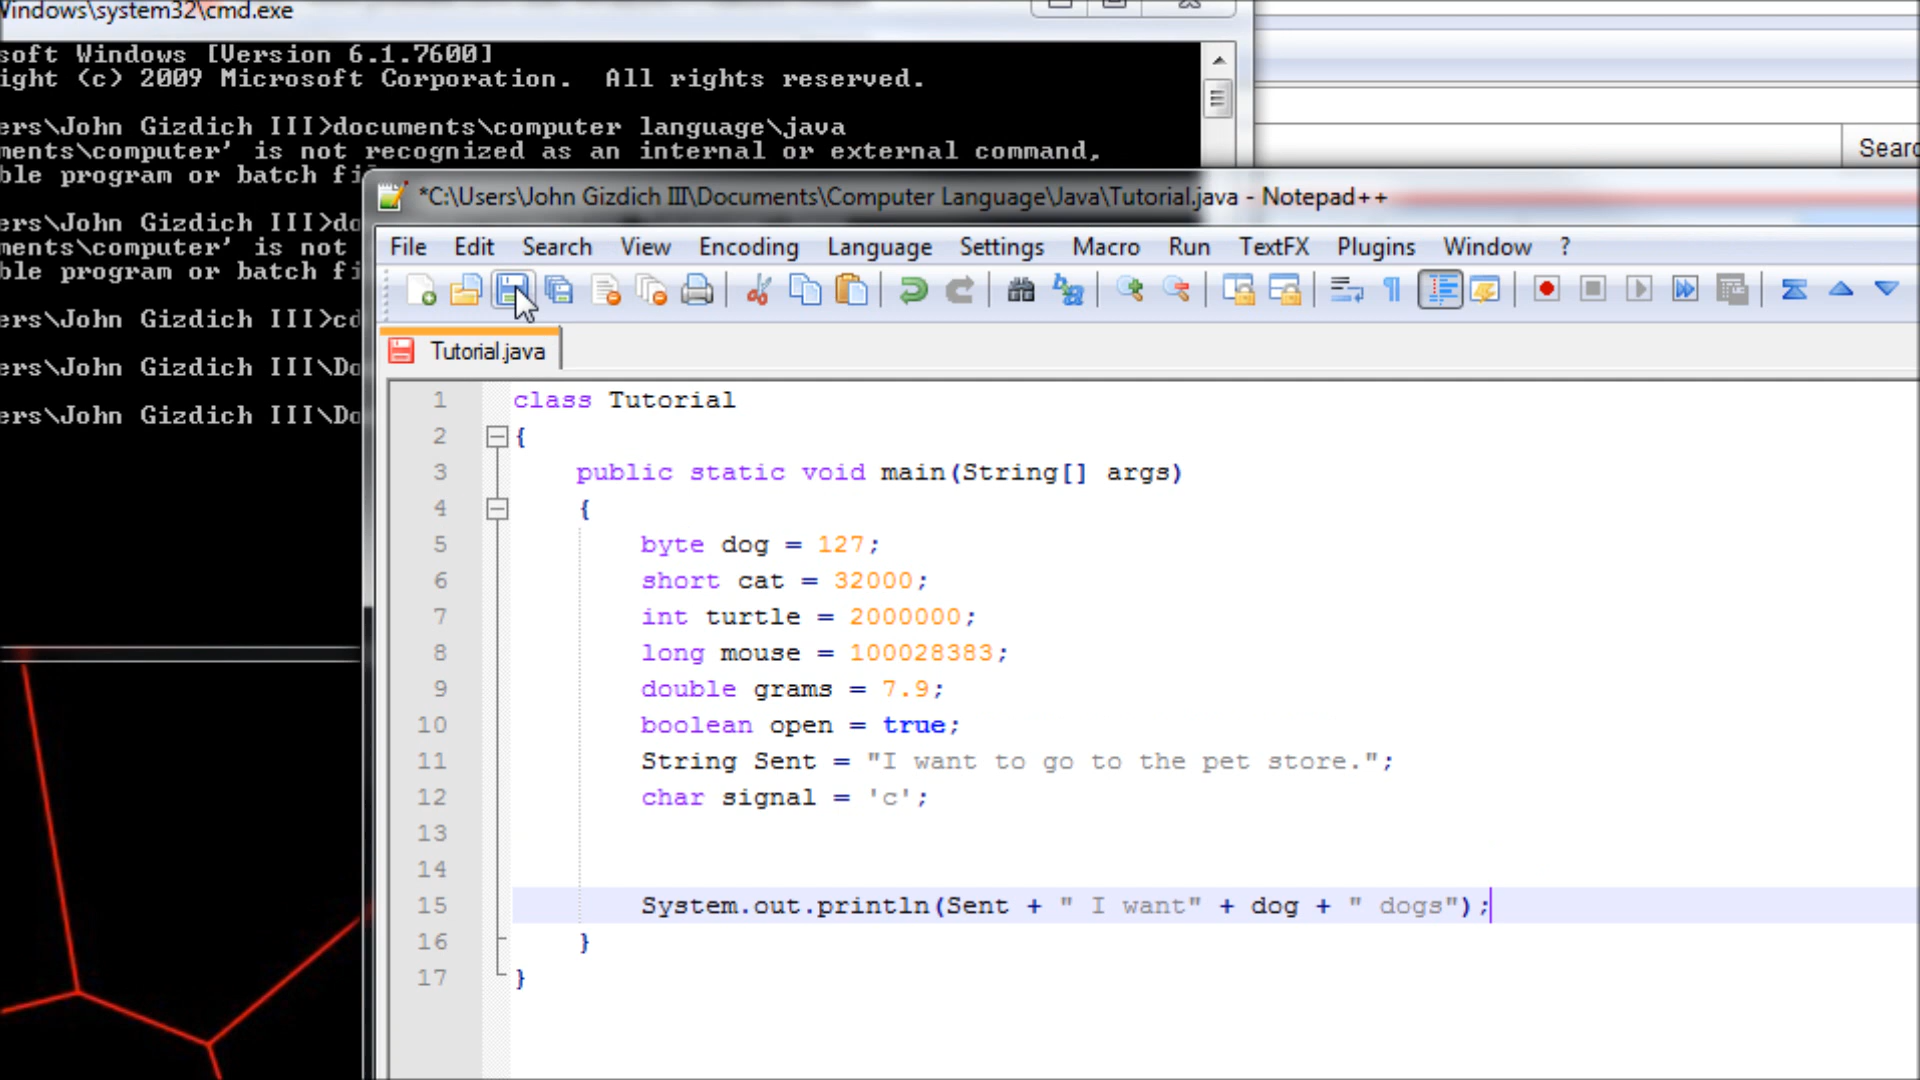 Windows\system32\cmd.exe
soft Windows [Version 6.1.7600]
ight (c) 2009 Microsoft Corporation.  All rights reserved.
ers\John Gizdich III>documents\computer language\java
ments\computer' is not recognized as an internal or external command,
ble program or batch fi
ers\John Gizdich III>do
ments\computer' is not
ble program or batch fi
ers\John Gizdich III>cd
ers\John Gizdich III\Do
ers\John Gizdich III\Do
Searc
*C:\Users\John Gizdich III\Documents\Computer Language\Java\Tutorial.java - Notepad++
File Edit Search View Encoding Language Settings Macro Run TextFX Plugins Window ?
Tutorial.java
1 class Tutorial
2 {
3 public static void main(String[] args)
4 {
5 byte dog = 127;
6 short cat = 32000;
7 int turtle = 2000000;
8 long mouse = 100028383;
9 double grams = 7.9;
10 boolean open = true;
11 String Sent = "I want to go to the pet store.";
12 char signal = 'c';
13
14
15 System.out.println(Sent + " I want" + dog + " dogs");
16 }
17 }